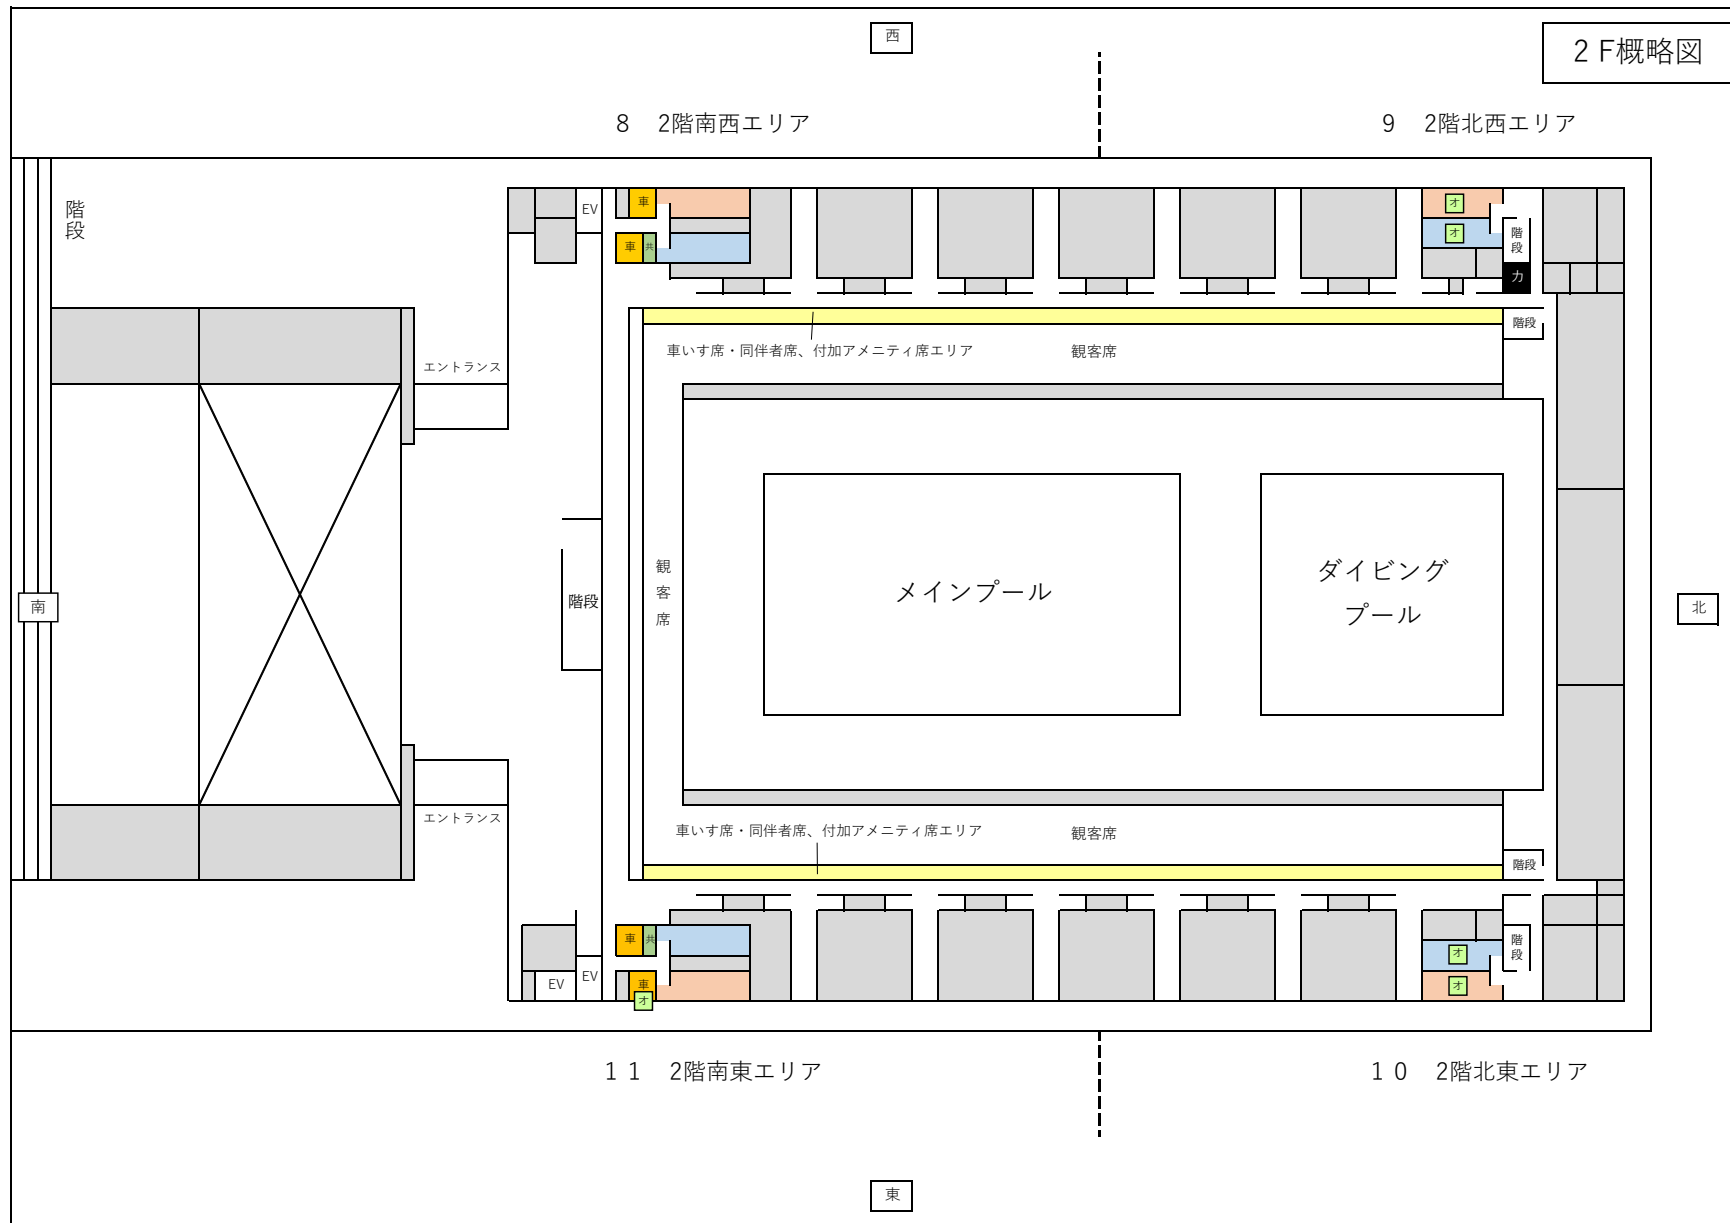 西
２F概略図
８　2階南西エリア
９　2階北西エリア
階段
EV
車
車
共
オ
オ
階段
カ
階段
車いす席・同伴者席、付加アメニティ席エリア
観客席
エントランス
メインプール
ダイビング
プール
観客席
階段
南
北
エントランス
車いす席・同伴者席、付加アメニティ席エリア
観客席
階段
車
共
EV
EV
車
オ
オ
オ
階段
１１　2階南東エリア
１０　2階北東エリア
東